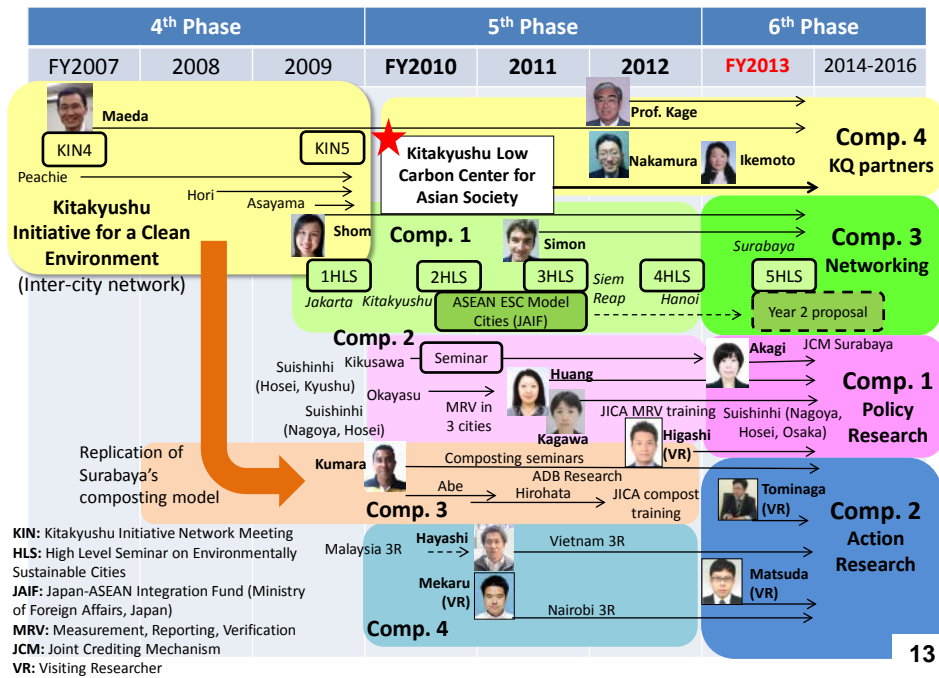 4th Phase
5th Phase
6th Phase
FY2007
2008
2009
FY2010
2011
2012
FY2013
2014-2016
Maeda
Prof. Kage
KIN4
KIN5
Kitakyushu Low
Carbon Center for
Asian Society
Nakamura
Ikemoto
Comp. 4
KQ partners
Peachie
Hori
Asayama
Kitakyushu
Initiative for a Clean
Environment
(Inter-city network)
Shom
Comp. 1
Simon
Surabaya
Comp. 3
Networking
1HLS
2HLS
3HLS
Siem
Reap
4HLS
5HLS
Jakarta
Kitakyushu
Hanoi
ASEAN ESC Model
Cities (JAIF)
Year 2 proposal
Comp. 2
Kikusawa
Seminar
Akagi
JCM Surabaya
Suishinhi
(Hosei, Kyushu)
Huang
Okayasu
Comp. 1
Policy
Research
Suishinhi
(Nagoya, Hosei)
MRV in
3 cities
Kagawa
JICA MRV training
Suishinhi (Nagoya,
Hosei, Osaka)
Higashi
(VR)
Replication of
Surabaya's
composting model
Kumara
Composting seminars
ADB Research
Abe
Hirohata
JICA compost
training
Comp. 3
Tominaga
(VR)
Comp. 2
Action
Research
Malaysia 3R
Hayashi
Vietnam 3R
Mekaru
(VR)
Matsuda
(VR)
Nairobi 3R
Comp. 4
KIN: Kitakyushu Initiative Network Meeting
HLS: High Level Seminar on Environmentally
Sustainable Cities
JAIF: Japan-ASEAN Integration Fund (Ministry
of Foreign Affairs, Japan)
MRV: Measurement, Reporting, Verification
JCM: Joint Crediting Mechanism
VR: Visiting Researcher
13